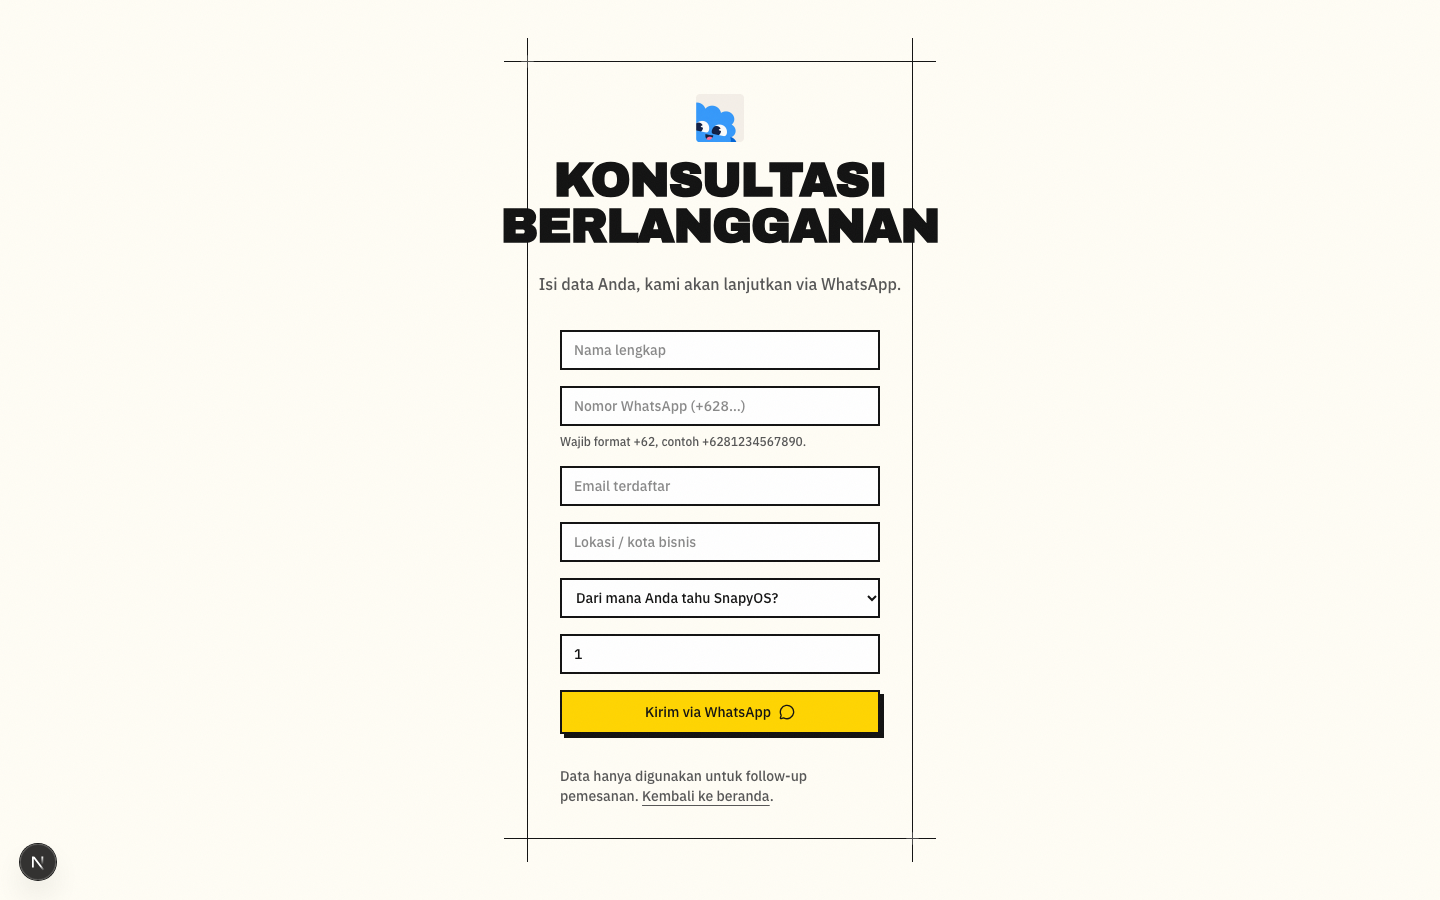 KONSULTASI
BERLANGGANAN
Isi data Anda, kami akan lanjutkan via WhatsApp.
Nama lengkap
Nomor WhatsApp (+628...)
Wajib format +62, contoh +6281234567890.
Email terdaftar
Lokasi / kota bisnis
Dari mana Anda tahu SnapyOS?
1
Kirim via WhatsApp
Data hanya digunakan untuk follow-up
pemesanan. Kembali ke beranda.
N